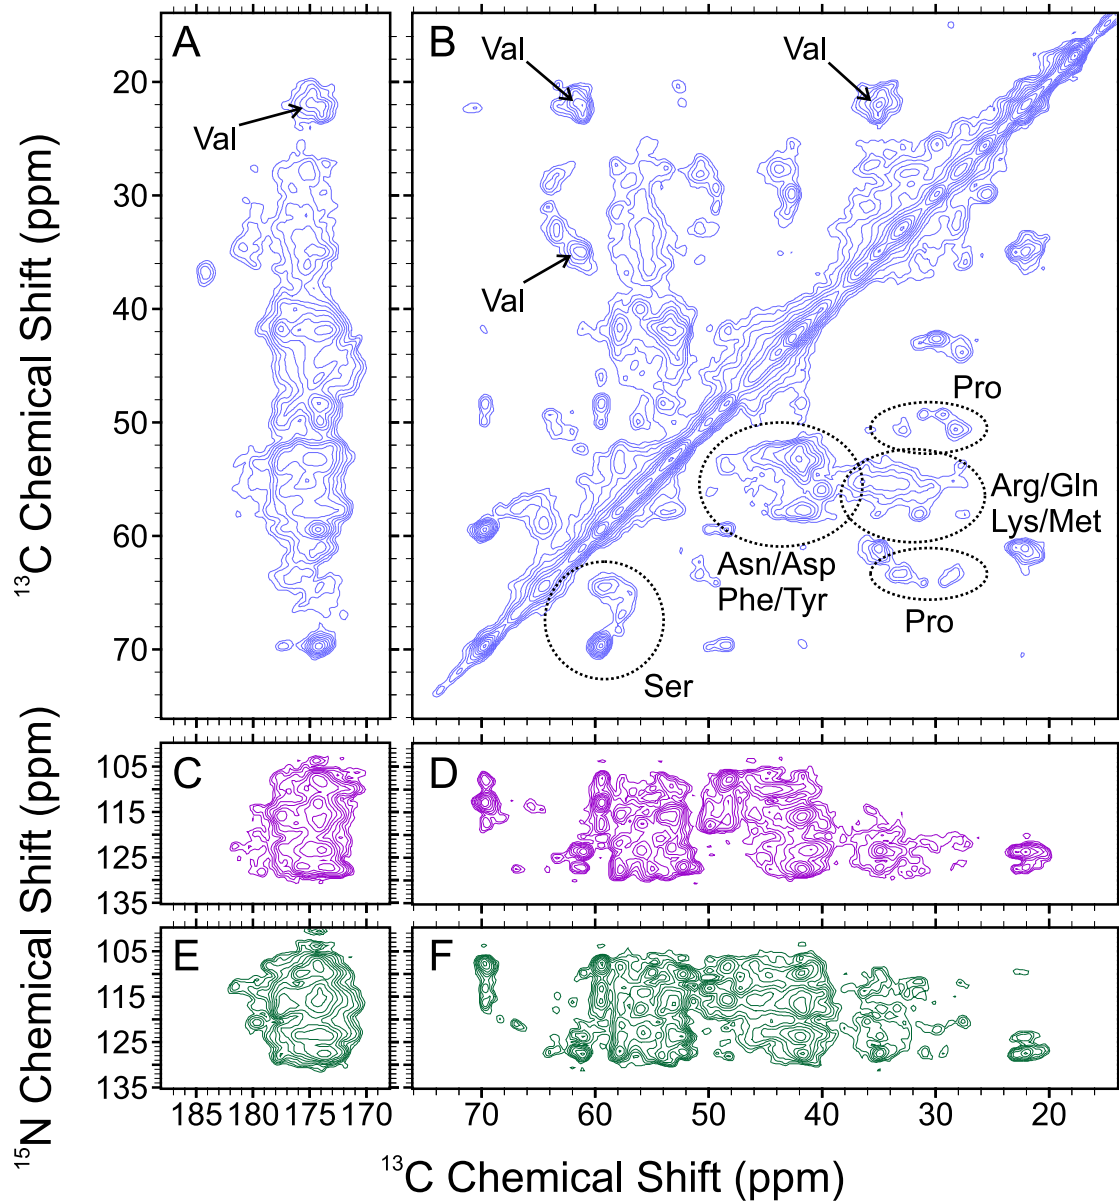 A
B
Val
Val
Val
Val
Pro
Arg/Gln
Lys/Met
Asn/Asp
Phe/Tyr
Pro
Ser
20
30
40
50
60
70
¹³C Chemical Shift (ppm)
C
D
105
115
125
135
E
F
105
115
125
135
¹⁵N Chemical Shift (ppm)
185 180 175 170
70 60 50 40 30 20
¹³C Chemical Shift (ppm)